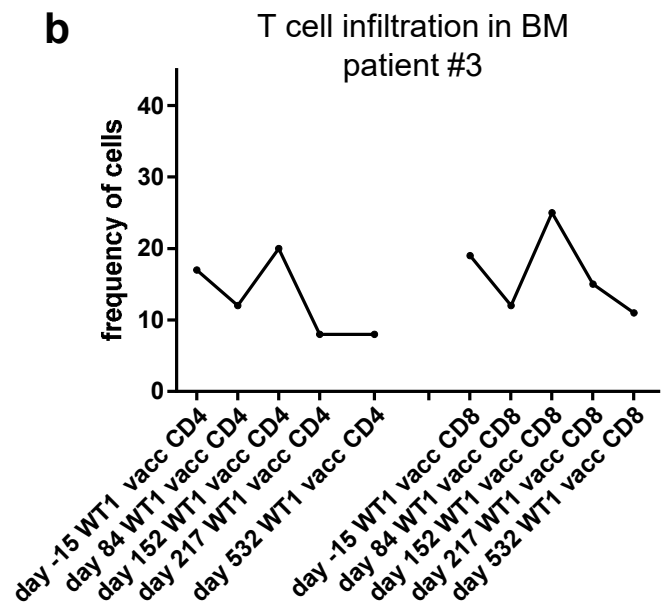 b
T cell infiltration in BM
patient #3
frequency of cells
40
30
20
10
0
day -15 WT1 vacc CD4
day 84 WT1 vacc CD4
day 152 WT1 vacc CD4
day 217 WT1 vacc CD4
day 532 WT1 vacc CD4
day -15 WT1 vacc CD8
day 84 WT1 vacc CD8
day 152 WT1 vacc CD8
day 217 WT1 vacc CD8
day 532 WT1 vacc CD8